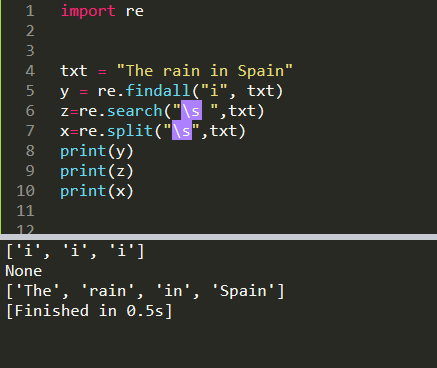 1 import re
2
3
4 txt = "The rain in Spain"
5 y = re.findall("i", txt)
6 z=re.search("\s ",txt)
7 x=re.split("\s",txt)
8 print(y)
9 print(z)
10 print(x)
11
12
['i', 'i', 'i']
None
['The', 'rain', 'in', 'Spain']
[Finished in 0.5s]